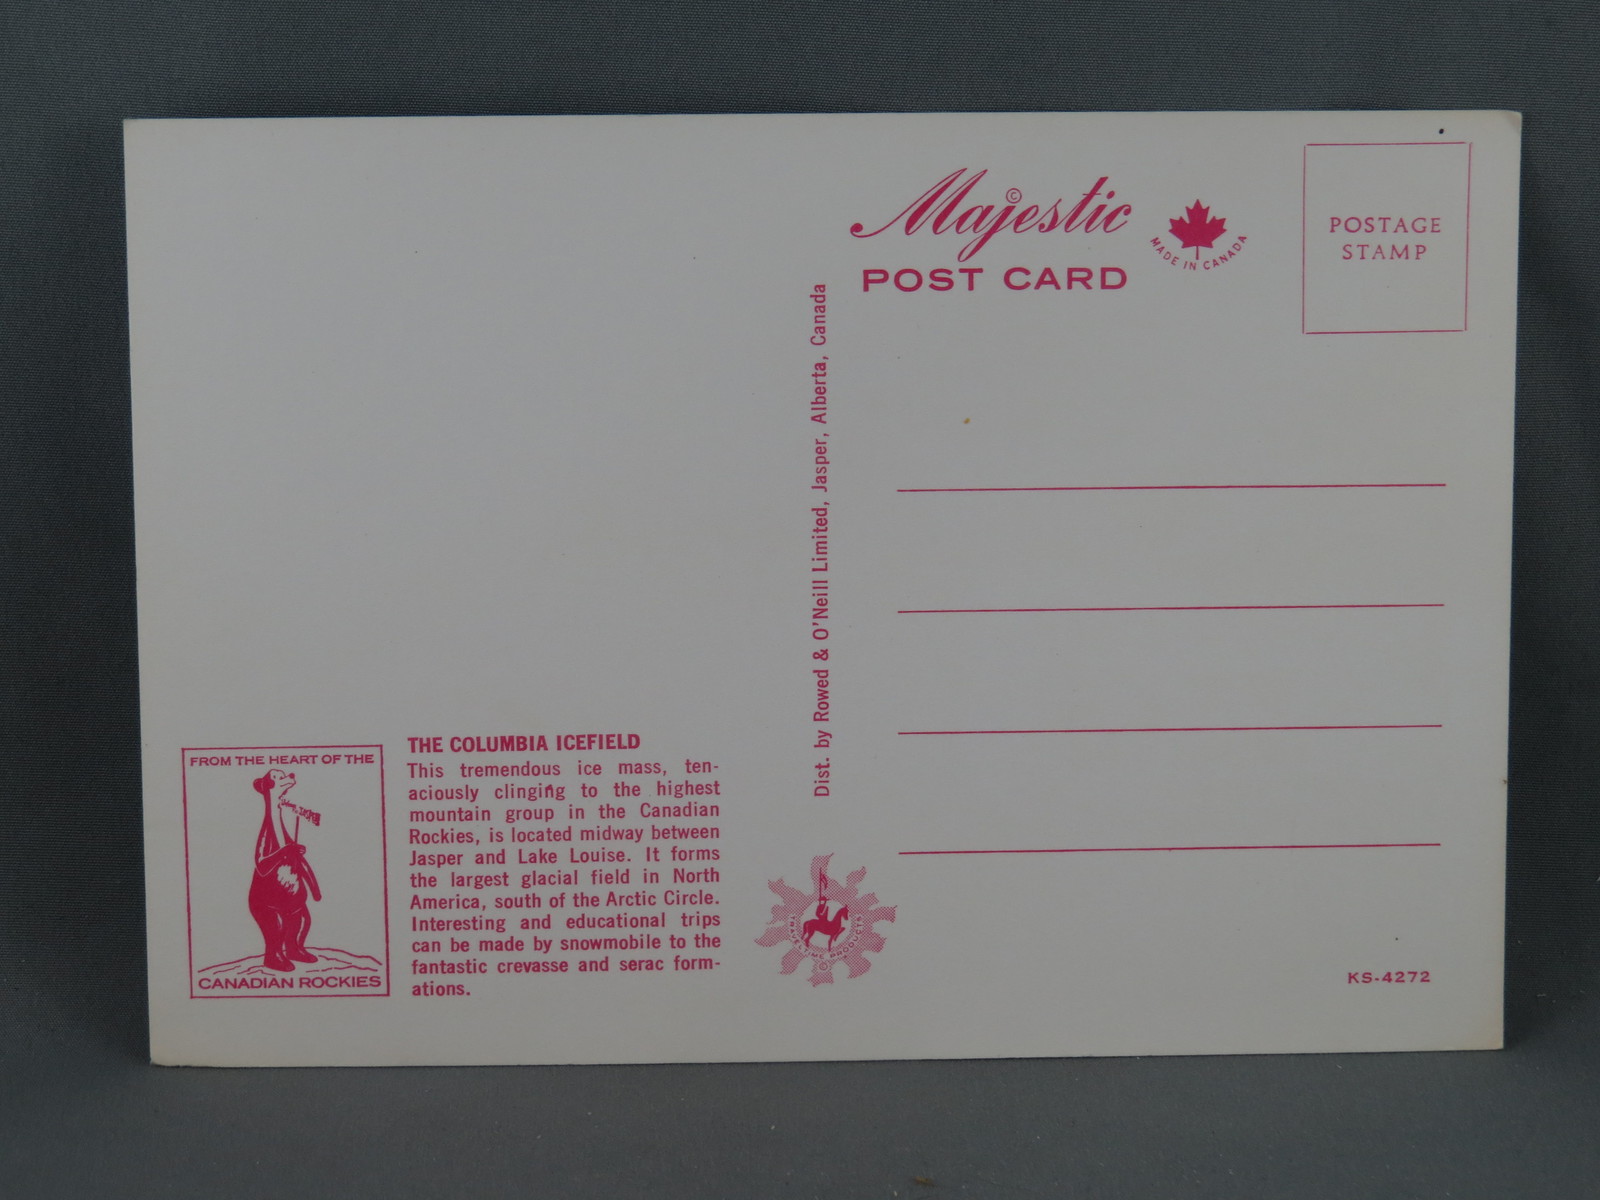 Majestic ©
POST CARD
MADE IN CANADA
POSTAGE
STAMP
Dist. by Rowed & O'Neill Limited, Jasper, Alberta, Canada
FROM THE HEART OF THE
CANADIAN ROCKIES
THE COLUMBIA ICEFIELD
This tremendous ice mass, ten-
aciously clinging to the highest
mountain group in the Canadian
Rockies, is located midway between
Jasper and Lake Louise. It forms
the largest glacial field in North
America, south of the Arctic Circle.
Interesting and educational trips
can be made by snowmobile to the
fantastic crevasse and serac form-
ations.
TRAVELTIME PRODUCTS
KS-4272